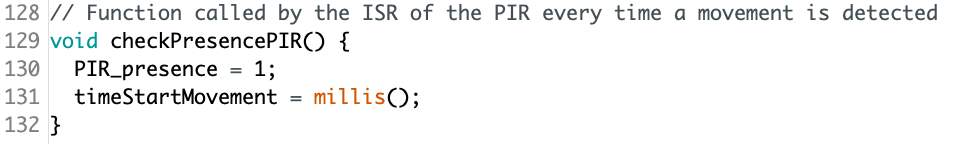 128 // Function called by the ISR of the PIR every time a movement is detected
129 void checkPresencePIR() {
130   PIR_presence = 1;
131   timeStartMovement = millis();
132 }